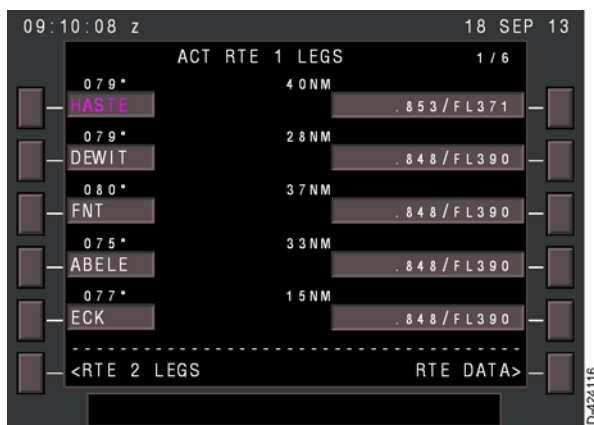 09:10:08 z 18 SEP 13
ACT RTE 1 LEGS 1/6
079° 40NM
HASTE .853/FL371
079° 28NM
DEWIT .848/FL390
080° 37NM
FNT .848/FL390
075° 33NM
ABELE .848/FL390
077° 15NM
ECK .848/FL390
--------------------------------------
<RTE 2 LEGS RTE DATA>
D-424116